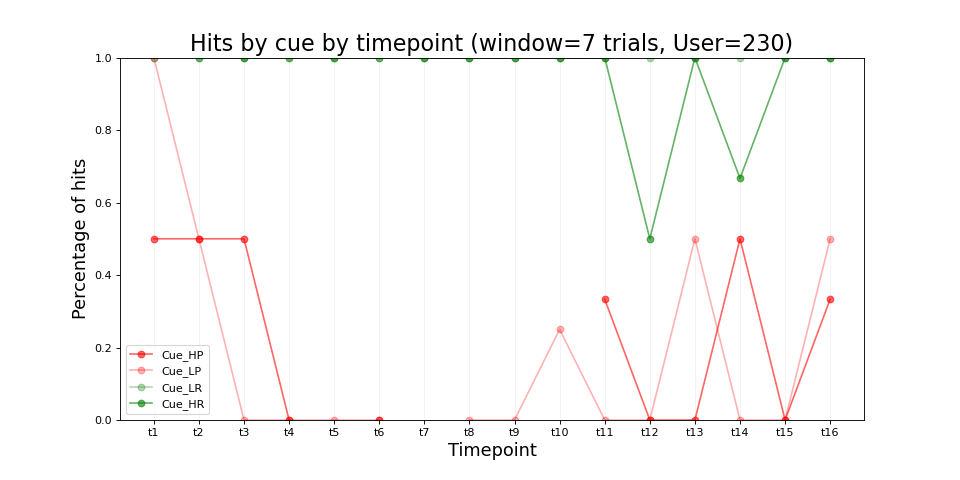 Hits by cue by timepoint (window=7 trials, User=230)
Percentage of hits
1.0
0.8
0.6
0.4
0.2
0.0
Cue_HP
Cue_LP
Cue_LR
Cue_HR
t1 t2 t3 t4 t5 t6 t7 t8 t9 t10 t11 t12 t13 t14 t15 t16
Timepoint